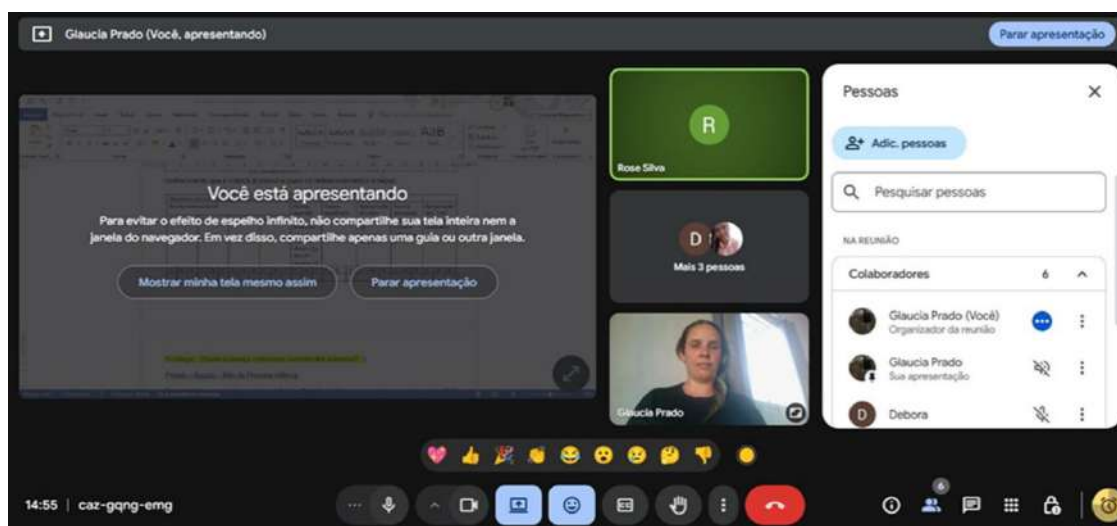 Glaucia Prado (Você, apresentando)
Parar apresentação
Você está apresentando
Para evitar o efeito de espelho infinito, não compartilhe sua tela inteira nem a
janela do navegador. Em vez disso, compartilhe apenas uma guia ou outra janela.
Mostrar minha tela mesmo assim
Parar apresentação
R
Rose Silva
D
Mais 3 pessoas
Glaucia Prado
Pessoas
Adic. pessoas
Pesquisar pessoas
NA REUNIÃO
Colaboradores 6
Glaucia Prado (Você)
Organizador da reunião
Glaucia Prado
Sua apresentação
D Debora
14:55 | caz-gqng-emg
6